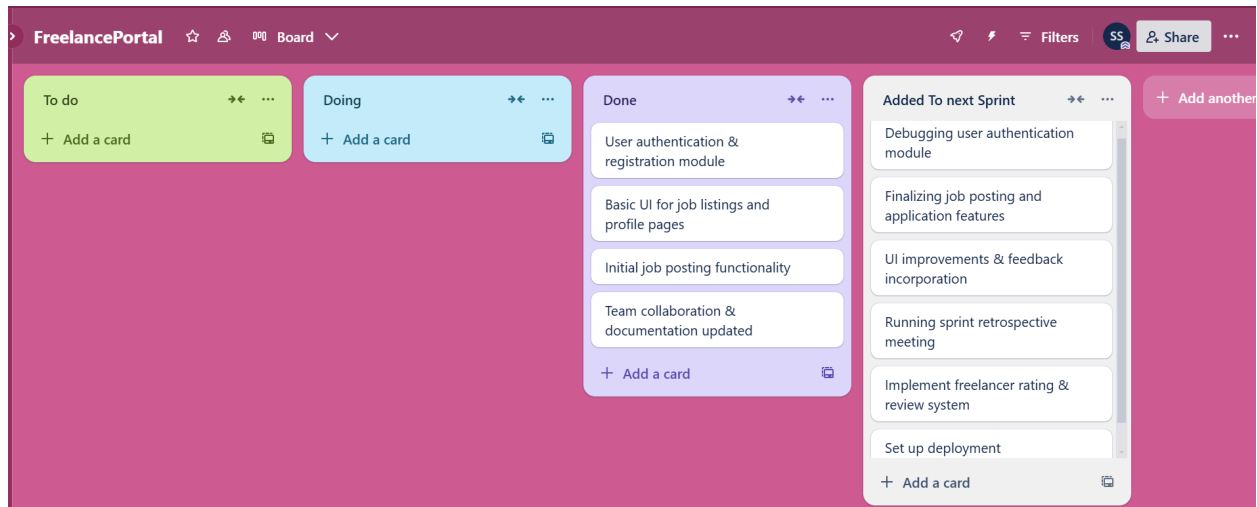 FreelancePortal
Board
Filters
SS
Share
To do
Add a card
Doing
Add a card
Done
User authentication &
registration module
Basic UI for job listings and
profile pages
Initial job posting functionality
Team collaboration &
documentation updated
Add a card
Added To next Sprint
Debugging user authentication
module
Finalizing job posting and
application features
UI improvements & feedback
incorporation
Running sprint retrospective
meeting
Implement freelancer rating &
review system
Set up deployment
Add a card
Add another